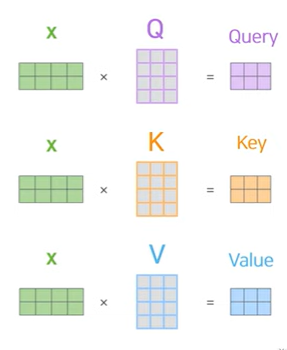 x Q Query
× =
x K Key
× =
x V Value
× =